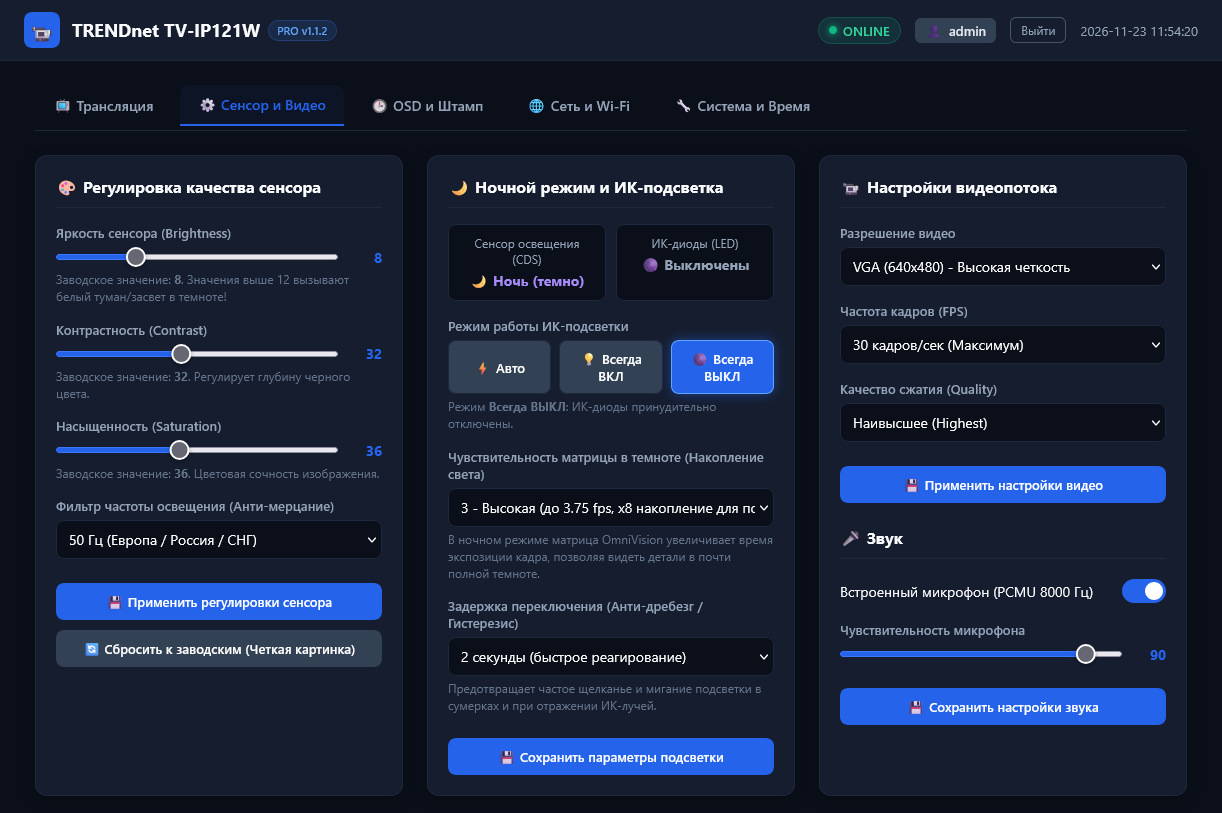 TRENDnet TV-IP121W
PRO v1.1.2
ONLINE
admin
Выйти
2026-11-23 11:54:20
Трансляция
Сенсор и Видео
OSD и Штамп
Сеть и Wi-Fi
Система и Время
Регулировка качества сенсора
Яркость сенсора (Brightness)
8
Заводское значение: 8. Значения выше 12 вызывают
белый туман/засвет в темноте!
Контрастность (Contrast)
32
Заводское значение: 32. Регулирует глубину черного
цвета.
Насыщенность (Saturation)
36
Заводское значение: 36. Цветовая сочность изображения.
Фильтр частоты освещения (Анти-мерцание)
50 Гц (Европа / Россия / СНГ)
Применить регулировки сенсора
Сбросить к заводским (Четкая картинка)
Ночной режим и ИК-подсветка
Сенсор освещения
(CDS)
Ночь (темно)
ИК-диоды (LED)
Выключены
Режим работы ИК-подсветки
Авто
Всегда
ВКЛ
Всегда
ВЫКЛ
Режим Всегда ВЫКЛ: ИК-диоды принудительно
отключены.
Чувствительность матрицы в темноте (Накопление
света)
3 - Высокая (до 3.75 fps, x8 накопление для по
В ночном режиме матрица OmniVision увеличивает время
экспозиции кадра, позволяя видеть детали в почти
полной темноте.
Задержка переключения (Анти-дребезг /
Гистерезис)
2 секунды (быстрое реагирование)
Предотвращает частое щелканье и мигание подсветки в
сумерках и при отражении ИК-лучей.
Сохранить параметры подсветки
Настройки видеопотока
Разрешение видео
VGA (640x480) - Высокая четкость
Частота кадров (FPS)
30 кадров/сек (Максимум)
Качество сжатия (Quality)
Наивысшее (Highest)
Применить настройки видео
Звук
Встроенный микрофон (PCMU 8000 Гц)
Чувствительность микрофона
90
Сохранить настройки звука